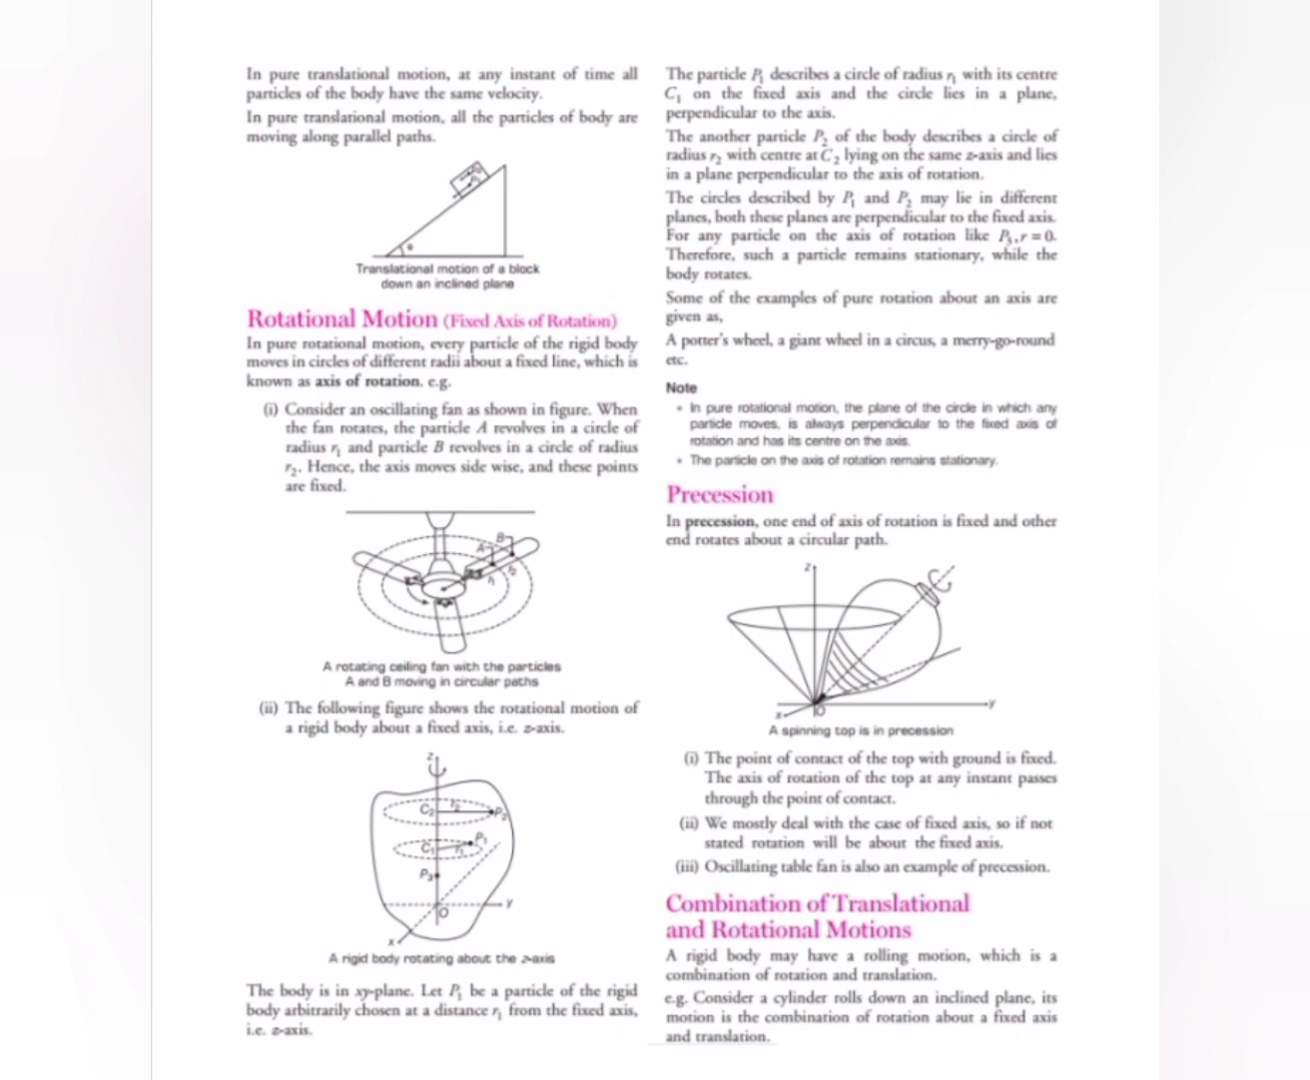 In pure translational motion, at any instant of time all
particles of the body have the same velocity.
In pure translational motion, all the particles of body are
moving along parallel paths.
θ
Translational motion of a block
down an inclined plane
Rotational Motion (Fixed Axis of Rotation)
In pure rotational motion, every particle of the rigid body
moves in circles of different radii about a fixed line, which is
known as axis of rotation. e.g.
(i) Consider an oscillating fan as shown in figure. When
the fan rotates, the particle A revolves in a circle of
radius r₁ and particle B revolves in a circle of radius
r₂. Hence, the axis moves side wise, and these points
are fixed.
B
A
r₁ r₂
A rotating ceiling fan with the particles
A and B moving in circular paths
(ii) The following figure shows the rotational motion of
a rigid body about a fixed axis, i.e. z-axis.
z
C₂ r₂ P₂
C₁ r₁ P₁
P₃
O y
x
A rigid body rotating about the z-axis
The body is in xy-plane. Let P₁ be a particle of the rigid
body arbitrarily chosen at a distance r₁ from the fixed axis,
i.e. z-axis.
The particle P₁ describes a circle of radius r₁ with its centre
C₁ on the fixed axis and the circle lies in a plane,
perpendicular to the axis.
The another particle P₂ of the body describes a circle of
radius r₂ with centre at C₂ lying on the same z-axis and lies
in a plane perpendicular to the axis of rotation.
The circles described by P₁ and P₂ may lie in different
planes, both these planes are perpendicular to the fixed axis.
For any particle on the axis of rotation like P₃, r = 0.
Therefore, such a particle remains stationary, while the
body rotates.
Some of the examples of pure rotation about an axis are
given as,
A potter's wheel, a giant wheel in a circus, a merry-go-round
etc.
Note
• In pure rotational motion, the plane of the circle in which any
particle moves, is always perpendicular to the fixed axis of
rotation and has its centre on the axis.
• The particle on the axis of rotation remains stationary.
Precession
In precession, one end of axis of rotation is fixed and other
end rotates about a circular path.
z
x O y
A spinning top is in precession
(i) The point of contact of the top with ground is fixed.
The axis of rotation of the top at any instant passes
through the point of contact.
(ii) We mostly deal with the case of fixed axis, so if not
stated rotation will be about the fixed axis.
(iii) Oscillating table fan is also an example of precession.
Combination of Translational
and Rotational Motions
A rigid body may have a rolling motion, which is a
combination of rotation and translation.
e.g. Consider a cylinder rolls down an inclined plane, its
motion is the combination of rotation about a fixed axis
and translation.